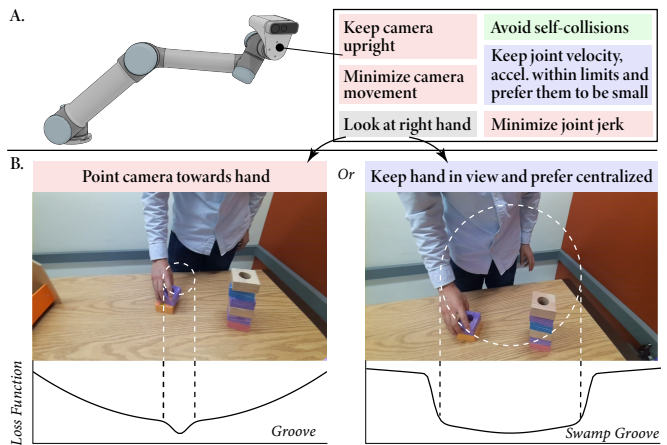 A.
Keep camera
upright
Minimize camera
movement
Look at right hand
Avoid self-collisions
Keep joint velocity,
accel. within limits and
prefer them to be small
Minimize joint jerk
B.
Point camera towards hand
Or
Keep hand in view and prefer centralized
Loss Function
Groove
Swamp Groove